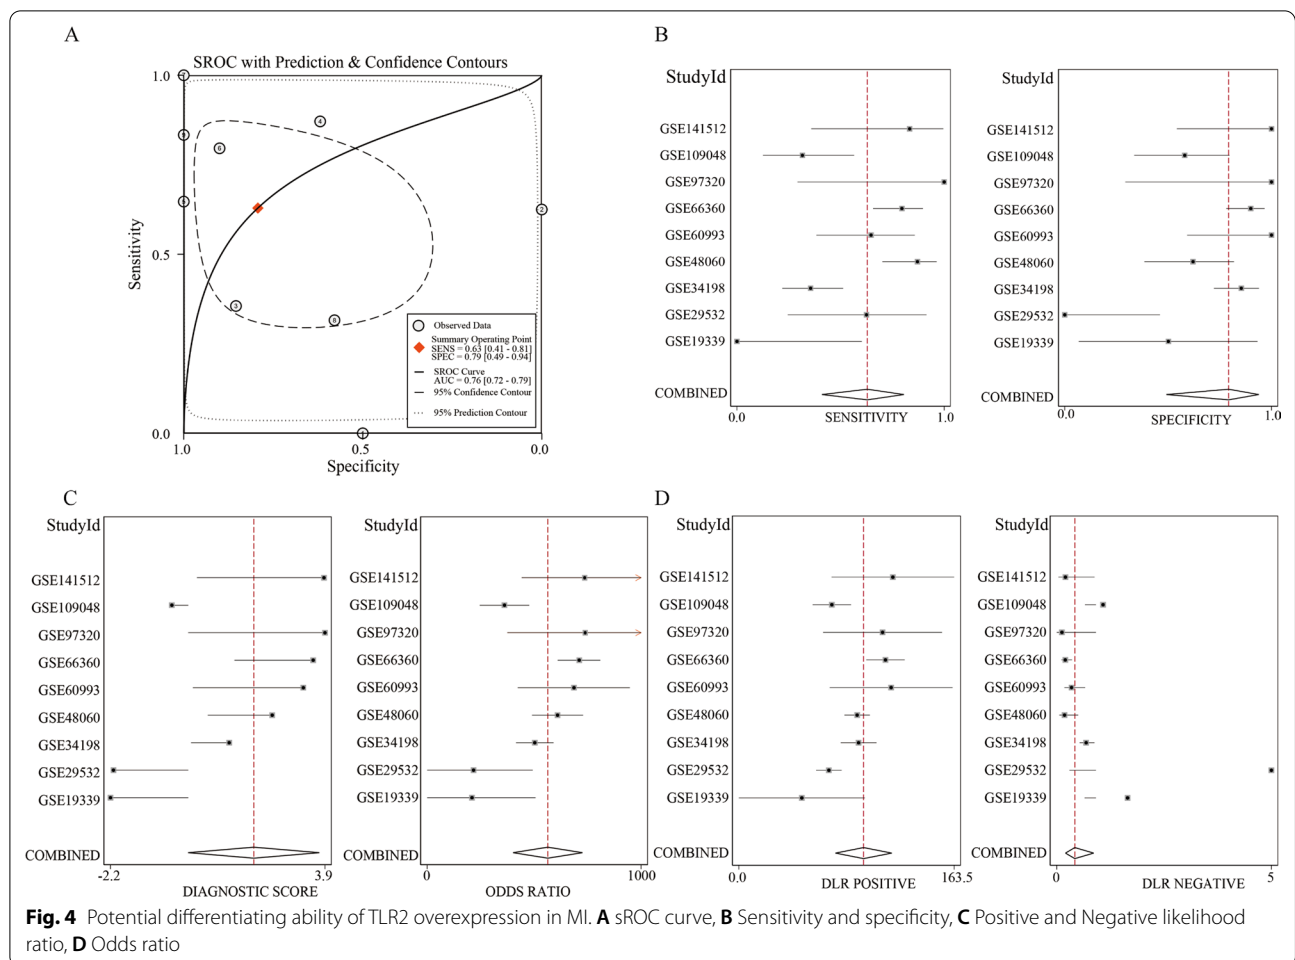 A
SROC with Prediction & Confidence Contours
Sensitivity
1.0
0.5
0.0
1.0
0.5
0.0
Specificity
4
9
6
5
2
3
8
1
Observed Data
Summary Operating Point
SENS = 0.63 [0.41 - 0.81]
SPEC = 0.79 [0.49 - 0.94]
SROC Curve
AUC = 0.76 [0.72 - 0.79]
95% Confidence Contour
95% Prediction Contour
B
StudyId
GSE141512
GSE109048
GSE97320
GSE66360
GSE60993
GSE48060
GSE34198
GSE29532
GSE19339
COMBINED
0.0
SENSITIVITY
1.0
StudyId
GSE141512
GSE109048
GSE97320
GSE66360
GSE60993
GSE48060
GSE34198
GSE29532
GSE19339
COMBINED
0.0
SPECIFICITY
1.0
C
StudyId
GSE141512
GSE109048
GSE97320
GSE66360
GSE60993
GSE48060
GSE34198
GSE29532
GSE19339
COMBINED
-2.2
3.9
DIAGNOSTIC SCORE
StudyId
GSE141512
GSE109048
GSE97320
GSE66360
GSE60993
GSE48060
GSE34198
GSE29532
GSE19339
COMBINED
0
1000
ODDS RATIO
D
StudyId
GSE141512
GSE109048
GSE97320
GSE66360
GSE60993
GSE48060
GSE34198
GSE29532
GSE19339
COMBINED
0.0
163.5
DLR POSITIVE
StudyId
GSE141512
GSE109048
GSE97320
GSE66360
GSE60993
GSE48060
GSE34198
GSE29532
GSE19339
COMBINED
0
5
DLR NEGATIVE
Fig. 4 Potential differentiating ability of TLR2 overexpression in MI. A sROC curve, B Sensitivity and specificity, C Positive and Negative likelihood
ratio, D Odds ratio